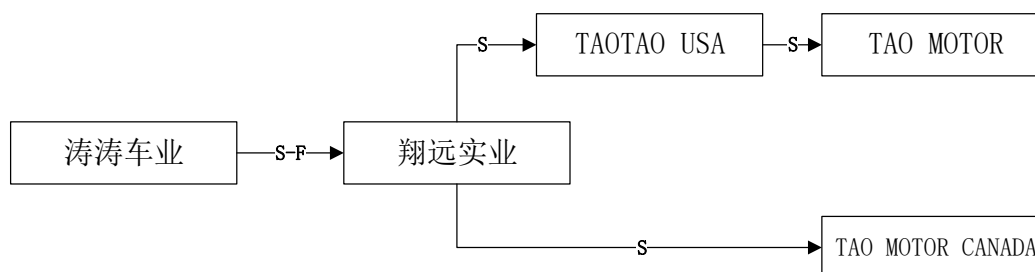 S
TAOTAO USA
S
TAO MOTOR
涛涛车业
S-F
翔远实业
S
TAO MOTOR CANADA